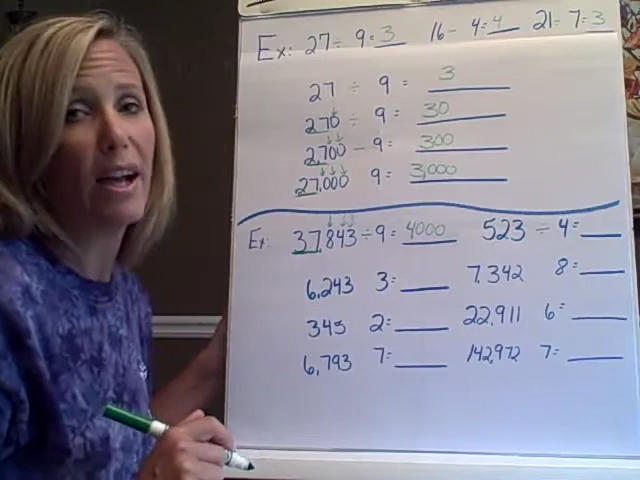 Ex: 27 ÷ 9 = 3 16 - 4 = 4 21 ÷ 7 = 3
27 ÷ 9 = 3
270 ÷ 9 = 30
2,700 - 9 = 300
27,000 9 = 3,000
Ex: 37,843 ÷ 9 = 4000 523 ÷ 4 =
6,243 3 = 7,342 8 =
345 2 = 22,911 6 =
6,793 7 = 142,972 7 =